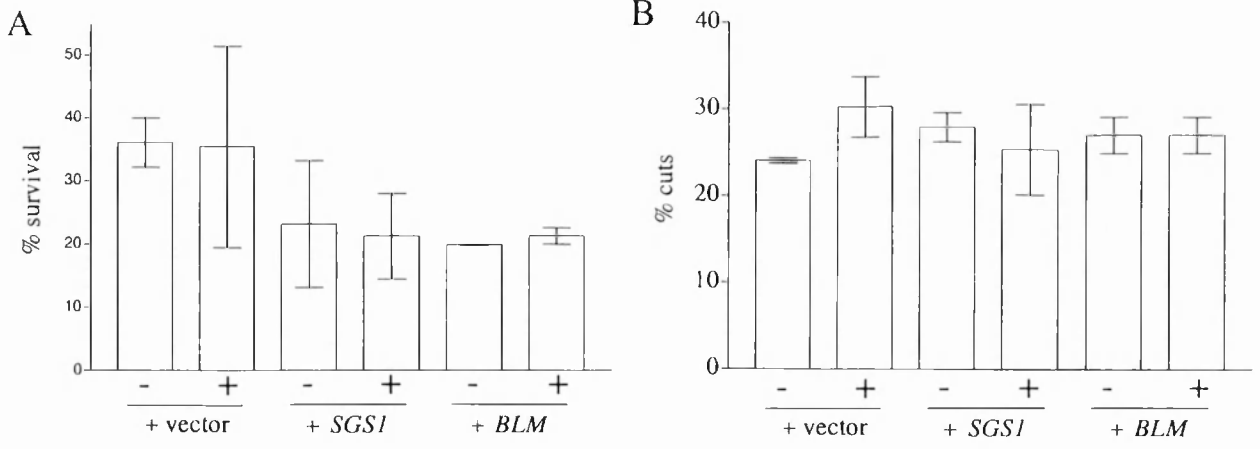 A
% survival
50
40
30
20
10
0
- + - + - +
+ vector + SGS1 + BLM
B
% cuts
40
30
20
10
0
- + - + - +
+ vector + SGS1 + BLM